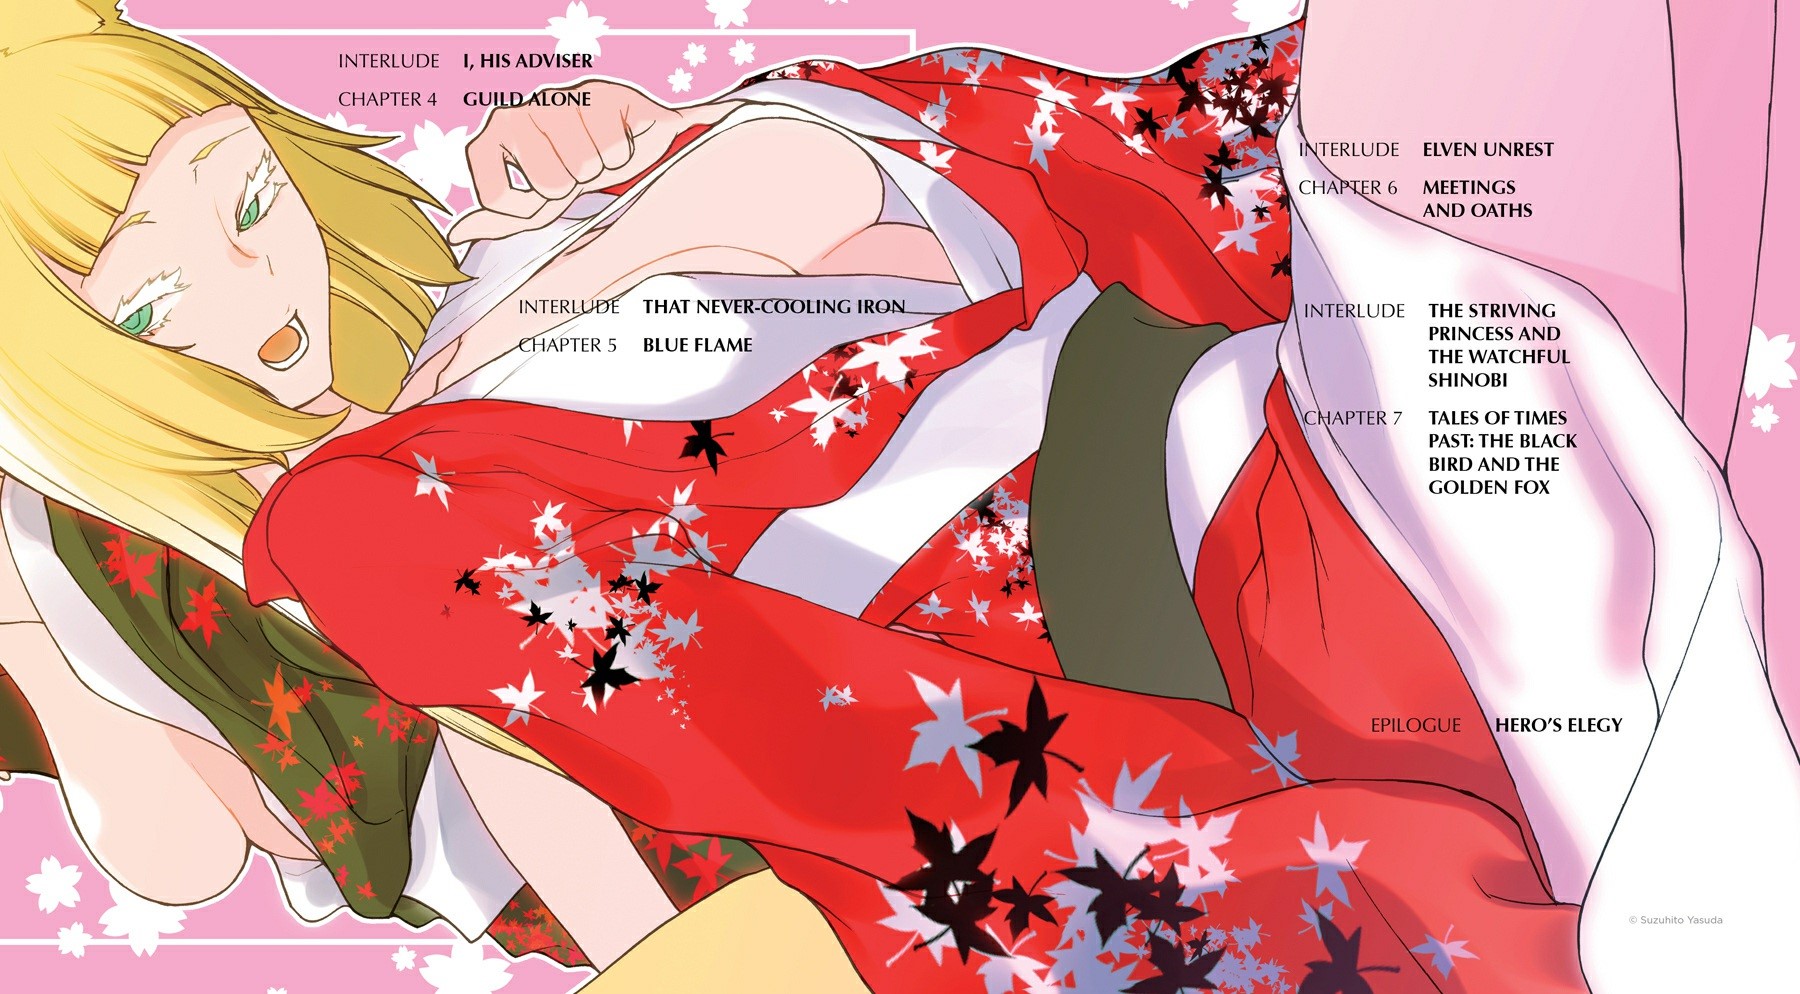 INTERLUDE I, HIS ADVISER
CHAPTER 4 GUILD ALONE
INTERLUDE THAT NEVER-COOLING IRON
CHAPTER 5 BLUE FLAME
INTERLUDE ELVEN UNREST
CHAPTER 6 MEETINGS
AND OATHS
INTERLUDE THE STRIVING
PRINCESS AND
THE WATCHFUL
SHINOBI
CHAPTER 7 TALES OF TIMES
PAST: THE BLACK
BIRD AND THE
GOLDEN FOX
EPILOGUE HERO’S ELEGY
© Suzuhito Yasuda